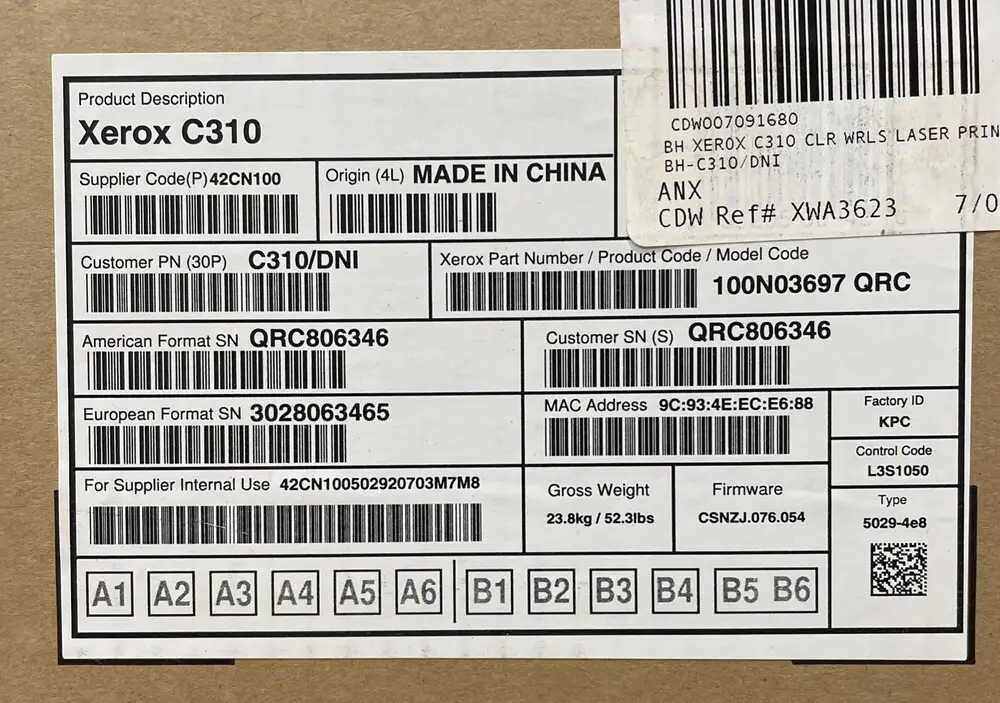 CDW007091680
BH XEROX C310 CLR WRLS LASER
BH-C310/DNI
ANX
CDW Ref# XWA3623
Product Description
Xerox C310
Supplier Code(P) 42CN100
Origin (4L) MADE IN CHINA
Customer PN (30P) C310/DNI
Xerox Part Number / Product Code / Model Code
100N03697 QRC
American Format SN QRC806346
Customer SN (S) QRC806346
European Format SN 3028063465
MAC Address 9C:93:4E:EC:E6:88
Factory ID
KPC
Control Code
L3S1050
For Supplier Internal Use 42CN100502920703M7M8
Gross Weight
23.8kg / 52.3lbs
Firmware
CSNZJ.076.054
Type
5029-4e8
A1 A2 A3 A4 A5 A6 B1 B2 B3 B4 B5 B6